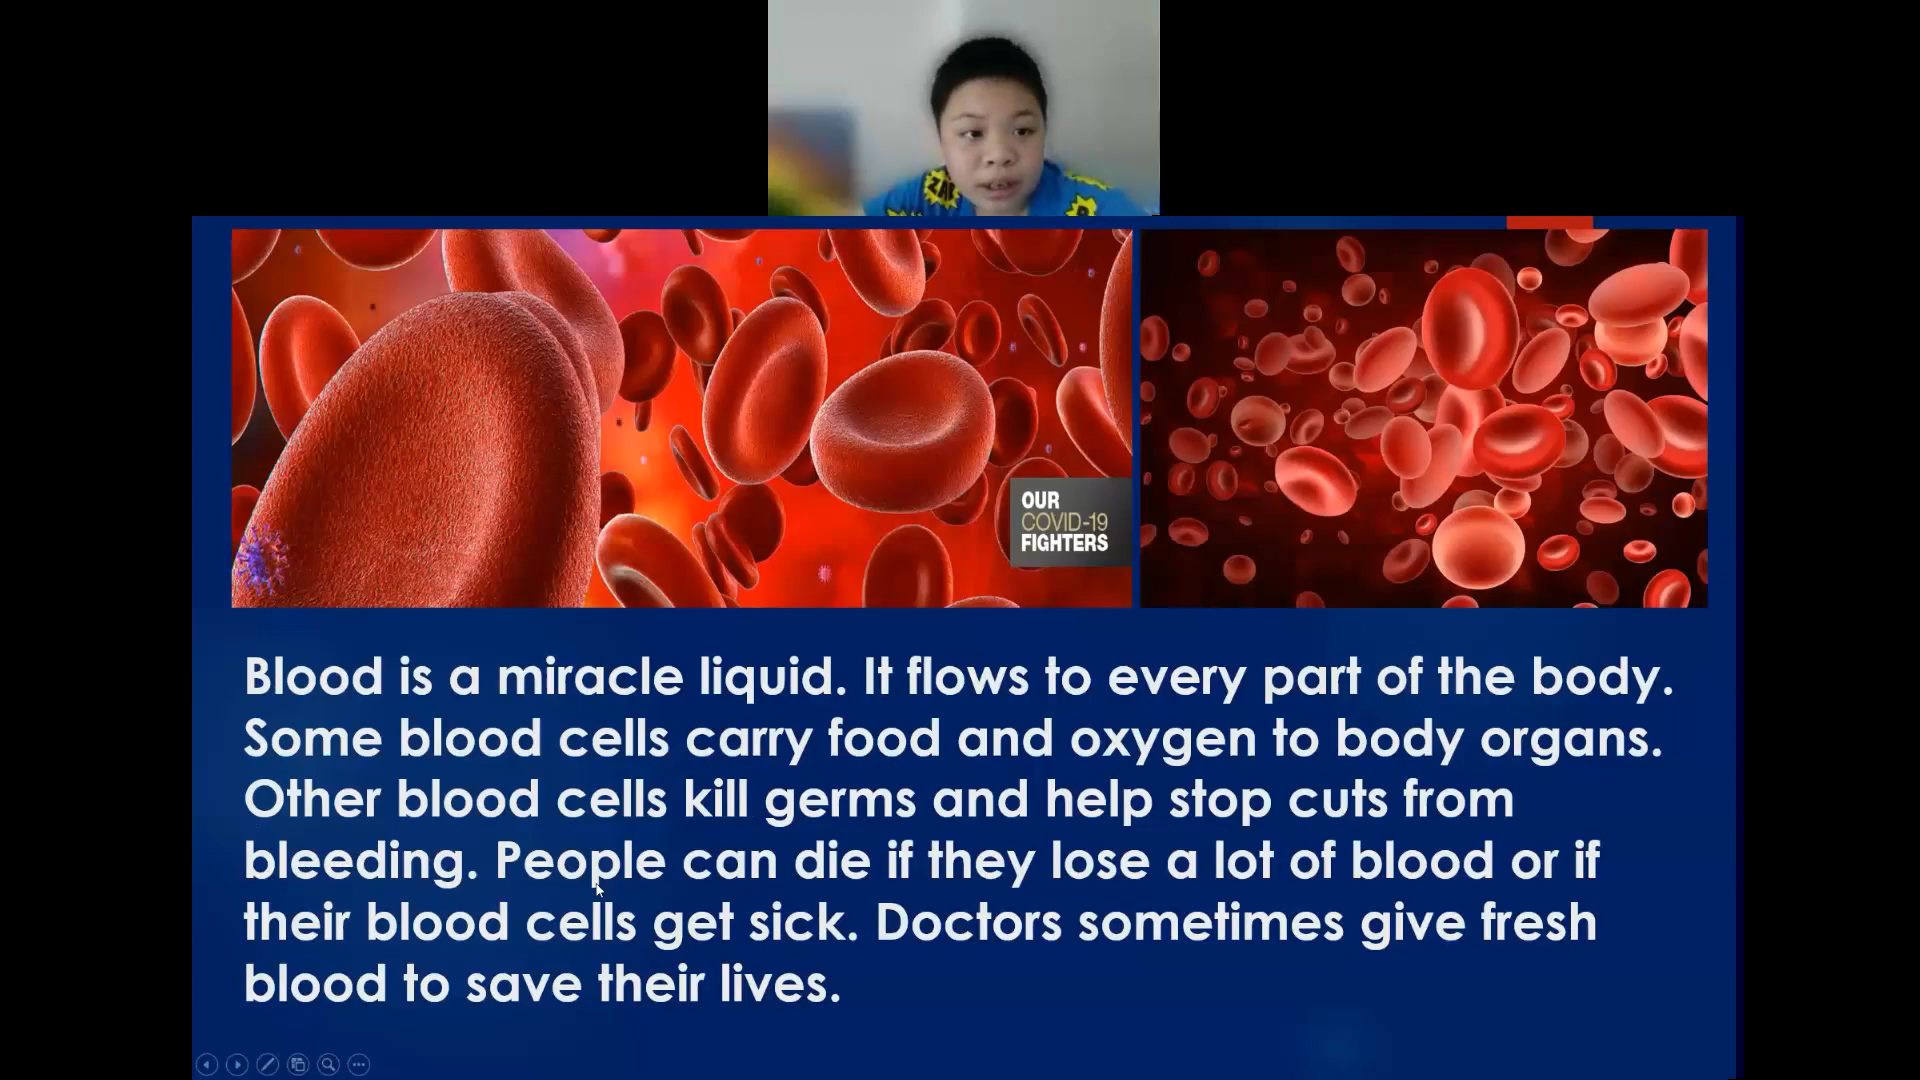 ZAP
OUR
COVID-19
FIGHTERS
Blood is a miracle liquid. It flows to every part of the body.
Some blood cells carry food and oxygen to body organs.
Other blood cells kill germs and help stop cuts from
bleeding. People can die if they lose a lot of blood or if
their blood cells get sick. Doctors sometimes give fresh
blood to save their lives.